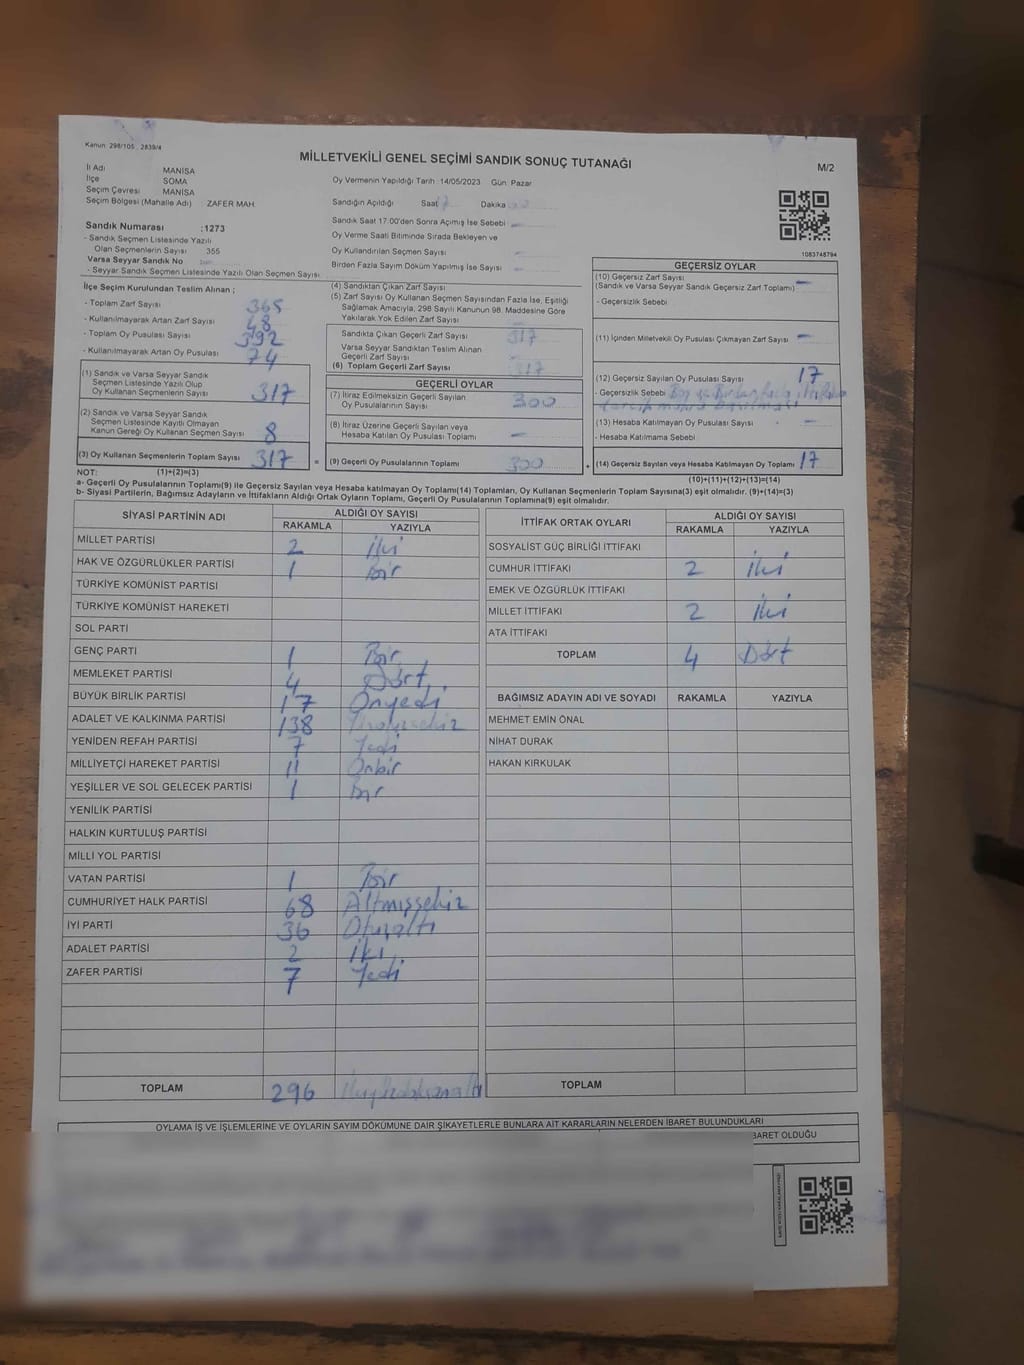 Kanun: 298/105 , 2839/4
MİLLETVEKİLİ GENEL SEÇİMİ SANDIK SONUÇ TUTANAĞI
M/2
İl Adı MANİSA
İlçe SOMA
Seçim Çevresi MANİSA
Seçim Bölgesi (Mahalle Adı) ZAFER MAH.
Oy Vermenin Yapıldığı Tarih :14/05/2023 Gün: Pazar
Sandığın Açıldığı Saat 17 Dakika
Sandık Saat 17:00'den Sonra Açımış İse Sebebi -
Oy Verme Saati Bitiminde Sırada Bekleyen ve
Oy Kullandırılan Seçmen Sayısı -
Birden Fazla Sayım Döküm Yapılmış İse Sayısı -
1083748794
Sandık Numarası :1273
- Sandık Seçmen Listesinde Yazılı
Olan Seçmenlerin Sayısı 355
Varsa Seyyar Sandık No
- Seyyar Sandık Seçmen Listesinde Yazılı Olan Seçmen Sayısı:
İlçe Seçim Kurulundan Teslim Alınan ;
- Toplam Zarf Sayısı 365
- Kullanılmayarak Artan Zarf Sayısı 48
- Toplam Oy Pusulası Sayısı 392
- Kullanılmayarak Artan Oy Pusulası 74
(1) Sandık ve Varsa Seyyar Sandık
Seçmen Listesinde Yazılı Olup
Oy Kullanan Seçmenlerin Sayısı 317
(2) Sandık ve Varsa Seyyar Sandık
Seçmen Listesinde Kayıtlı Olmayan
Kanun Gereği Oy Kullanan Seçmen Sayısı 8
(3) Oy Kullanan Seçmenlerin Toplam Sayısı 317
(4) Sandıktan Çıkan Zarf Sayısı
(5) Zarf Sayısı Oy Kullanan Seçmen Sayısından Fazla İse, Eşitliği
Sağlamak Amacıyla, 298 Sayılı Kanunun 98. Maddesine Göre
Yakılarak Yok Edilen Zarf Sayısı
Sandıkta Çıkan Geçerli Zarf Sayısı 317
Varsa Seyyar Sandıktan Teslim Alınan
Geçerli Zarf Sayısı -
(6) Toplam Geçerli Zarf Sayısı 317
GEÇERLİ OYLAR
(7) İtiraz Edilmeksizin Geçerli Sayılan
Oy Pusulalarının Sayısı 300
(8) İtiraz Üzerine Geçerli Sayılan veya
Hesaba Katılan Oy Pusulası Toplamı -
= (9) Geçerli Oy Pusulalarının Toplamı 300
GEÇERSİZ OYLAR
(10) Geçersiz Zarf Sayısı
(Sandık ve Varsa Seyyar Sandık Geçersiz Zarf Toplamı) -
- Geçersizlik Sebebi
(11) İçinden Milletvekili Oy Pusulası Çıkmayan Zarf Sayısı -
(12) Geçersiz Sayılan Oy Pusulası Sayısı 17
- Geçersizlik Sebebi
(13) Hesaba Katılmayan Oy Pusulası Sayısı -
- Hesaba Katılmama Sebebi
+ (14) Geçersiz Sayılan veya Hesaba Katılmayan Oy Toplamı 17
NOT: (1)+(2)=(3) (10)+(11)+(12)+(13)=(14)
a- Geçerli Oy Pusulalarının Toplamı(9) ile Geçersiz Sayılan veya Hesaba katılmayan Oy Toplamı(14) Toplamları, Oy Kullanan Seçmenlerin Toplam Sayısına(3) eşit olmalıdır. (9)+(14)=(3)
b- Siyasi Partilerin, Bağımsız Adayların ve İttifakların Aldığı Ortak Oyların Toplamı, Geçerli Oy Pusulalarının Toplamına(9) eşit olmalıdır.
SİYASİ PARTİNİN ADI ALDIĞI OY SAYISI
RAKAMLA YAZIYLA
MİLLET PARTİSİ 2 İki
HAK VE ÖZGÜRLÜKLER PARTİSİ 1 Bir
TÜRKİYE KOMÜNİST PARTİSİ
TÜRKİYE KOMÜNİST HAREKETİ
SOL PARTİ
GENÇ PARTİ 1 Bir
MEMLEKET PARTİSİ 4 Dört
BÜYÜK BİRLİK PARTİSİ 17 Onyedi
ADALET VE KALKINMA PARTİSİ 138
YENİDEN REFAH PARTİSİ 7 Yedi
MİLLİYETÇİ HAREKET PARTİSİ 11 Onbir
YEŞİLLER VE SOL GELECEK PARTİSİ 1 Bir
YENİLİK PARTİSİ
HALKIN KURTULUŞ PARTİSİ
MİLLİ YOL PARTİSİ
VATAN PARTİSİ 1 Bir
CUMHURİYET HALK PARTİSİ 68 Altmışsekiz
İYİ PARTİ 36 Otuzaltı
ADALET PARTİSİ 2 İki
ZAFER PARTİSİ 7 Yedi
TOPLAM 296
İTTİFAK ORTAK OYLARI ALDIĞI OY SAYISI
RAKAMLA YAZIYLA
SOSYALİST GÜÇ BİRLİĞİ İTTİFAKI
CUMHUR İTTİFAKI 2 İki
EMEK VE ÖZGÜRLÜK İTTİFAKI
MİLLET İTTİFAKI 2 İki
ATA İTTİFAKI
TOPLAM 4 Dört
BAĞIMSIZ ADAYIN ADI VE SOYADI RAKAMLA YAZIYLA
MEHMET EMİN ÖNAL
NİHAT DURAK
HAKAN KIRKULAK
TOPLAM
OYLAMA İŞ VE İŞLEMLERİNE VE OYLARIN SAYIM DÖKÜMÜNE DAİR ŞİKAYETLERLE BUNLARA AİT KARARLARIN NELERDEN İBARET BULUNDUKLARI
BARET OLDUĞU